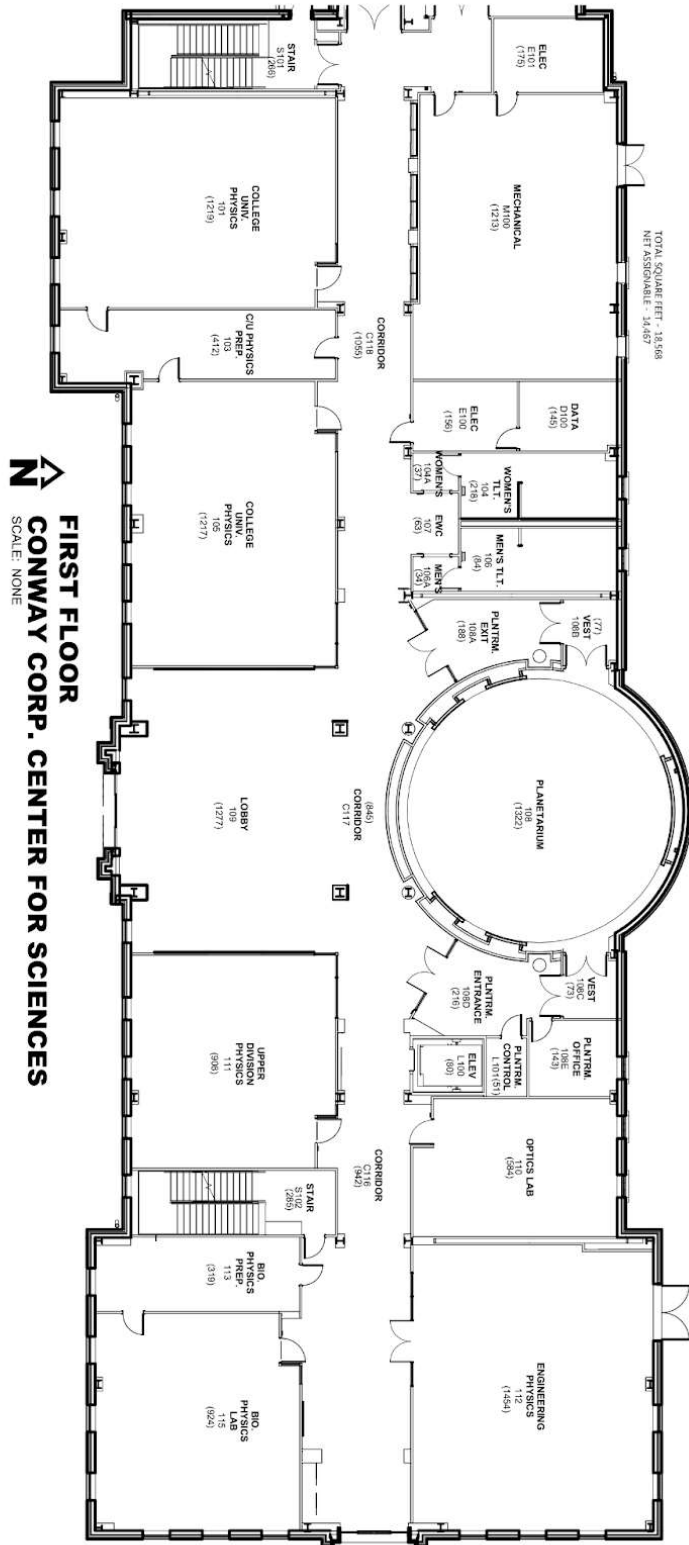 TOTAL SQUARE FEET - 18,568
NET ASSIGNABLE - 14,467
STAIR
S101
(266)
ELEC
E101
(175)
COLLEGE
UNIV.
PHYSICS
101
(1219)
MECHANICAL
M100
(1213)
C/U PHYSICS
PREP.
103
(412)
CORRIDOR
C118
(1055)
ELEC
E100
(156)
DATA
D100
(145)
COLLEGE
UNIV.
PHYSICS
105
(1217)
WOMEN'S
104A
(37)
WOMEN'S
TLT.
104
(218)
EWC
107
(63)
MEN'S
106A
(34)
MEN'S TLT.
106
(84)
PLNTRM.
EXIT
108A
(188)
(77)
VEST
108B
LOBBY
109
(1277)
(845)
CORRIDOR
C117
PLANETARIUM
108
(1322)
PLNTRM.
ENTRANCE
108D
(216)
VEST
108C
(73)
UPPER
DIVISION
PHYSICS
111
(908)
ELEV
L100
(80)
PLNTRM.
CONTROL
L101(51)
PLNTRM.
OFFICE
108E
(143)
STAIR
S102
(285)
CORRIDOR
C116
(942)
OPTICS LAB
110
(584)
BIO.
PHYSICS
PREP.
113
(319)
BIO.
PHYSICS
LAB
115
(924)
ENGINEERING
PHYSICS
112
(1454)
N
FIRST FLOOR
CONWAY CORP. CENTER FOR SCIENCES
SCALE: NONE